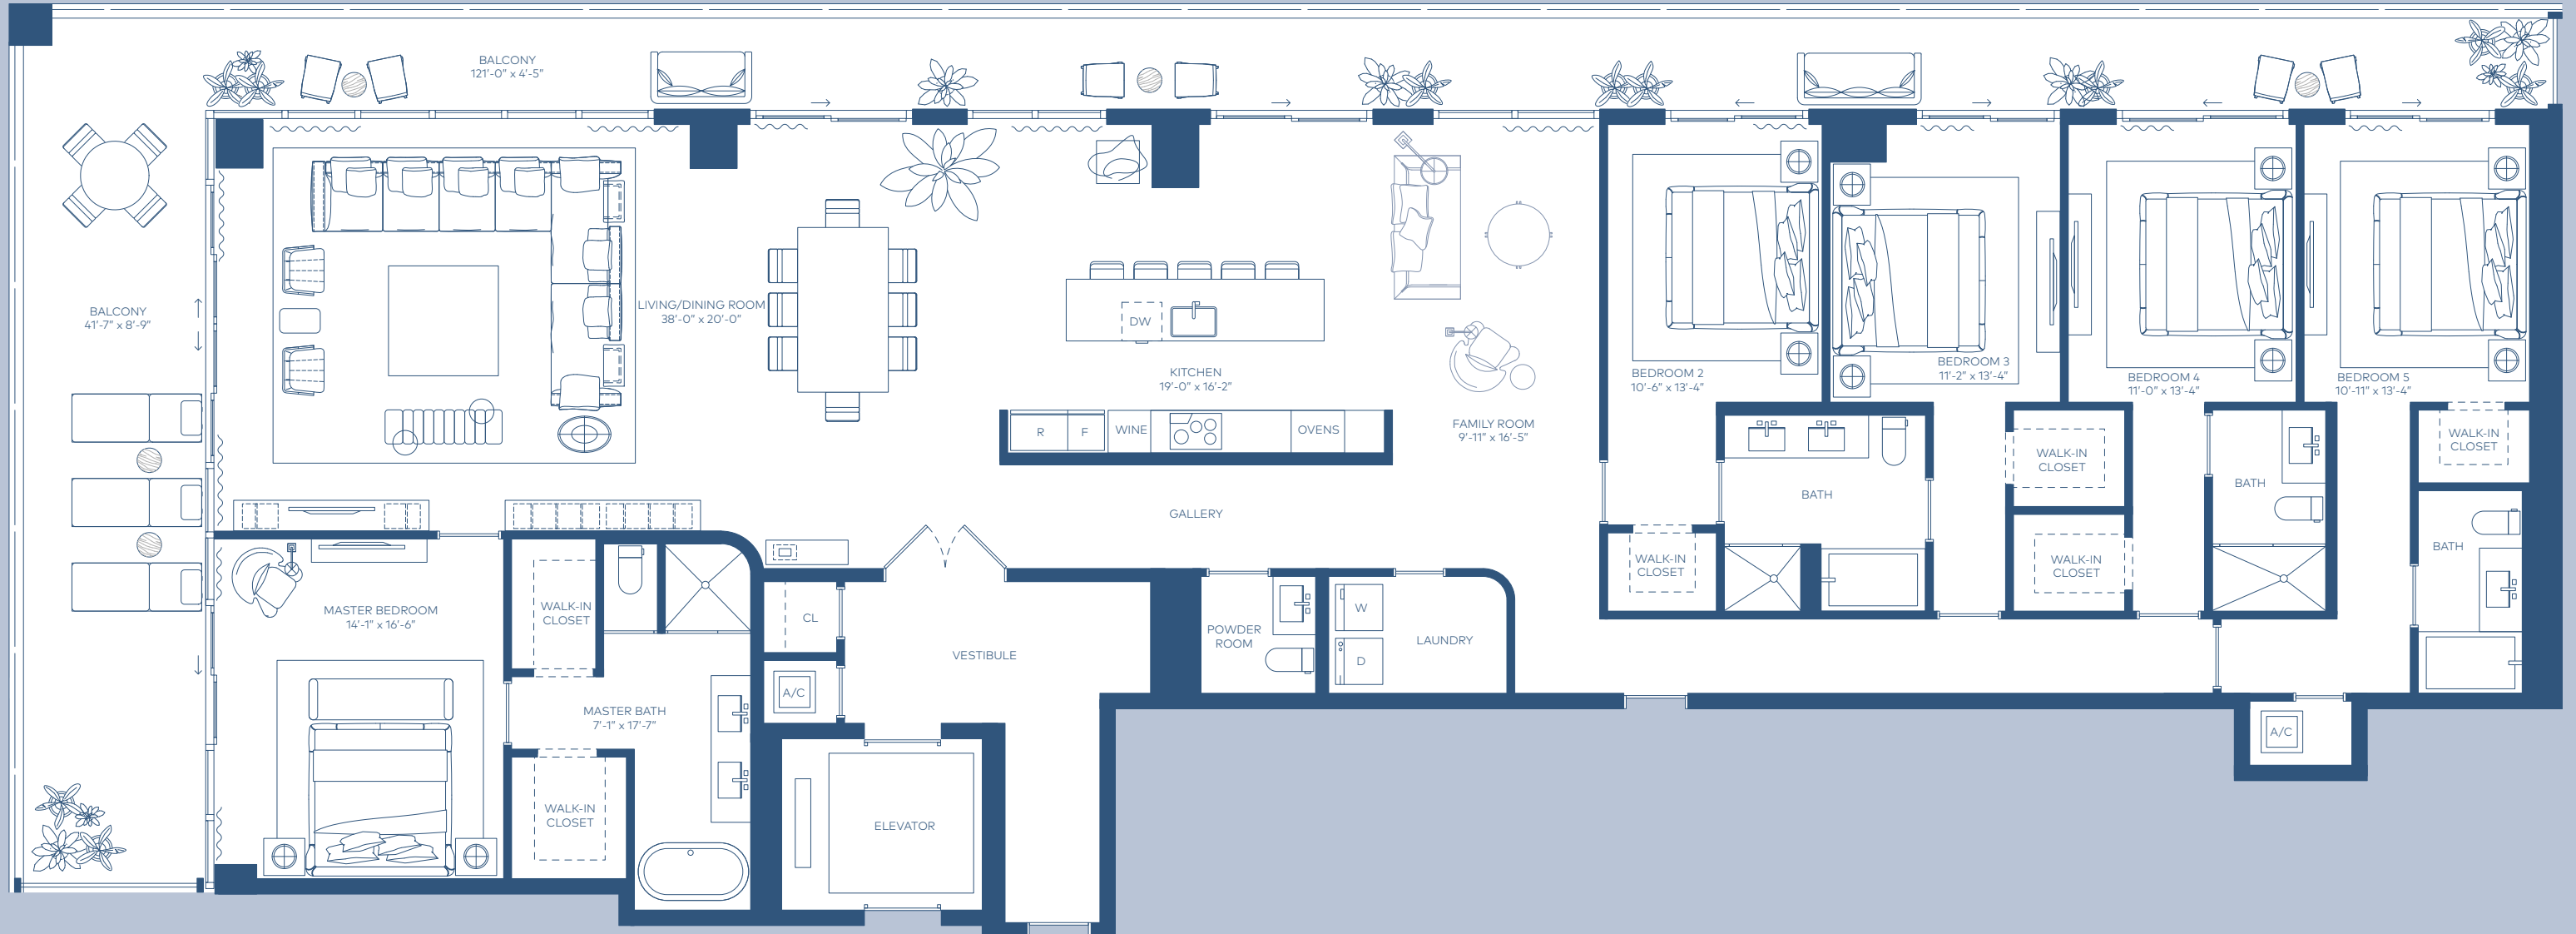 BALCONY
121'-0" x 4'-5"
BALCONY
41'-7" x 8'-9"
LIVING/DINING ROOM
38'-0" x 20'-0"
DW
KITCHEN
19'-0" x 16'-2"
R
F
WINE
OVENS
FAMILY ROOM
9'-11" x 16'-5"
GALLERY
BEDROOM 2
10'-6" x 13'-4"
BEDROOM 3
11'-2" x 13'-4"
BEDROOM 4
11'-0" x 13'-4"
BEDROOM 5
10'-11" x 13'-4"
BATH
WALK-IN
CLOSET
WALK-IN
CLOSET
WALK-IN
CLOSET
BATH
WALK-IN
CLOSET
BATH
MASTER BEDROOM
14'-1" x 16'-6"
WALK-IN
CLOSET
MASTER BATH
7'-1" x 17'-7"
WALK-IN
CLOSET
CL
A/C
VESTIBULE
ELEVATOR
POWDER
ROOM
W
D
LAUNDRY
A/C